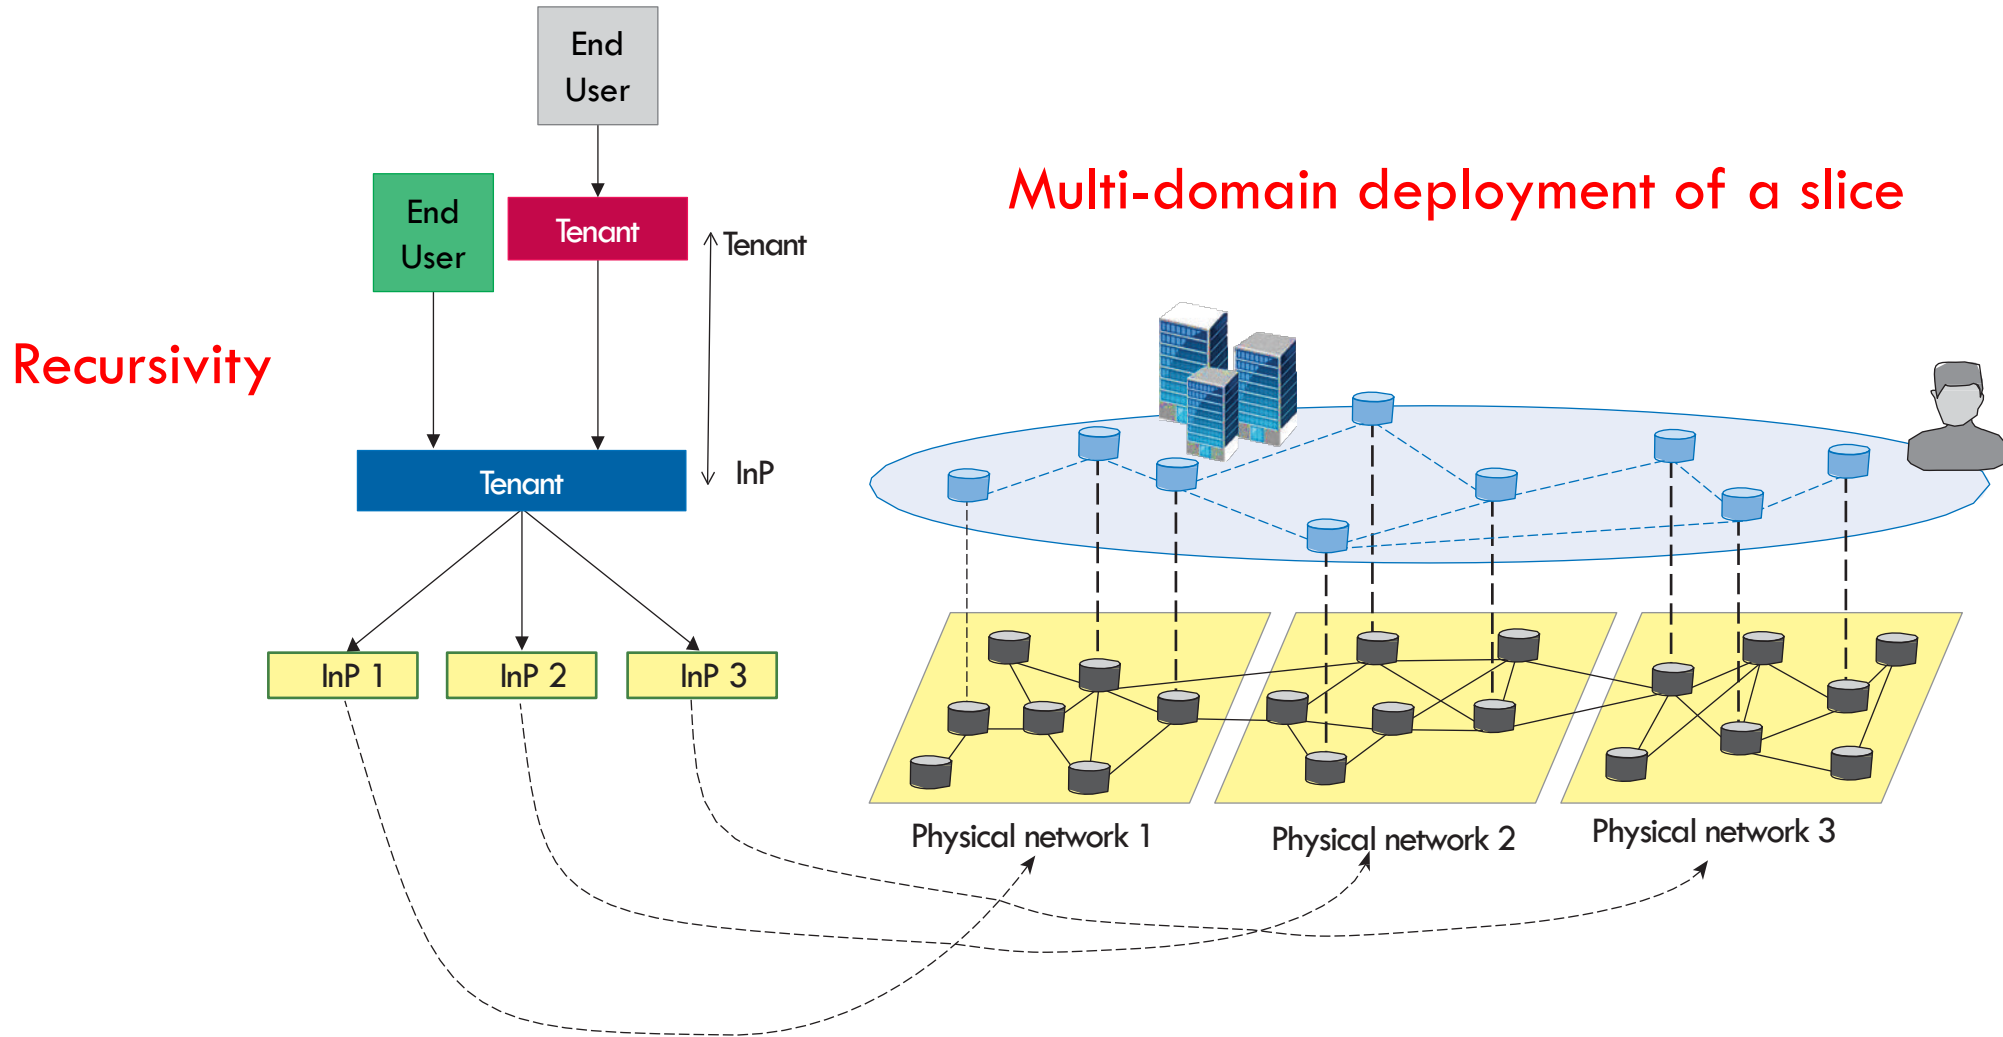 End
User
End
User
Tenant
Tenant
InP
Tenant
InP 1
InP 2
InP 3
Recursivity
Multi-domain deployment of a slice
Physical network 1
Physical network 2
Physical network 3